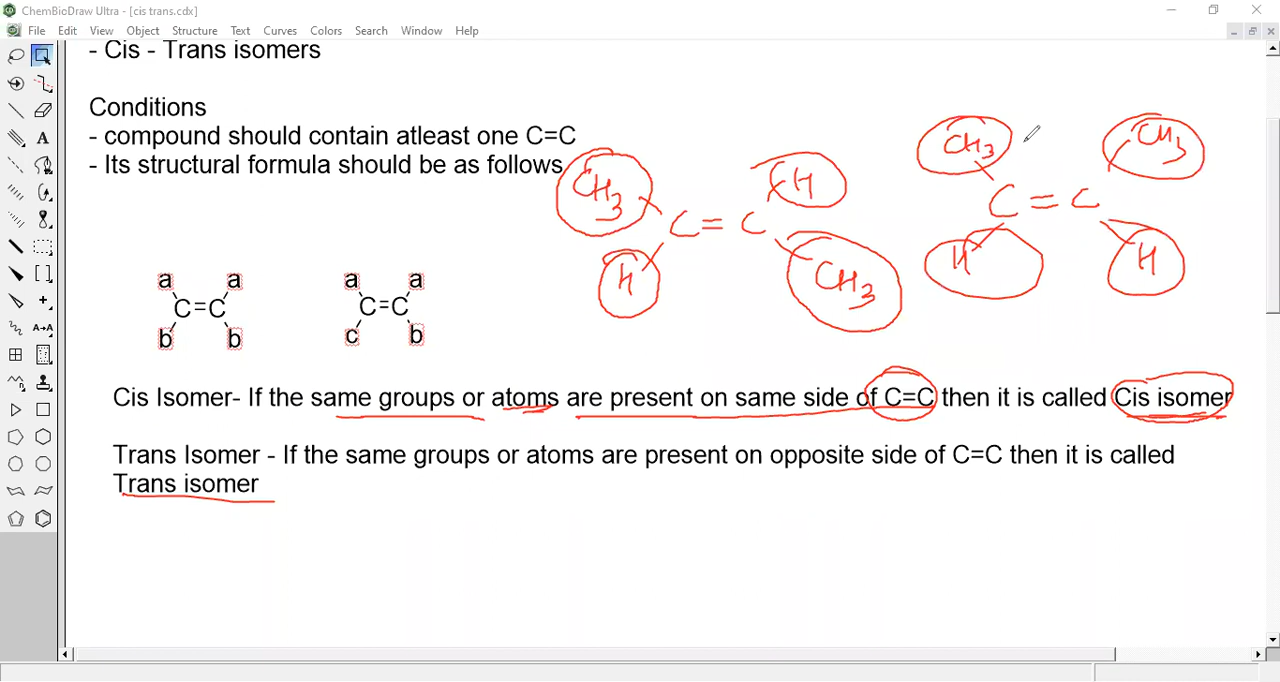 ChemBioDraw Ultra - [cis trans.cdx]
File Edit View Object Structure Text Curves Colors Search Window Help
- Cis - Trans isomers
Conditions
- compound should contain atleast one C=C
- Its structural formula should be as follows
CH3 H
C = C
H CH3
CH3 CH3
C = C
H H
a a
C=C
b b
a a
C=C
c b
Cis Isomer- If the same groups or atoms are present on same side of C=C then it is called Cis isomer
Trans Isomer - If the same groups or atoms are present on opposite side of C=C then it is called
Trans isomer
A
A→A